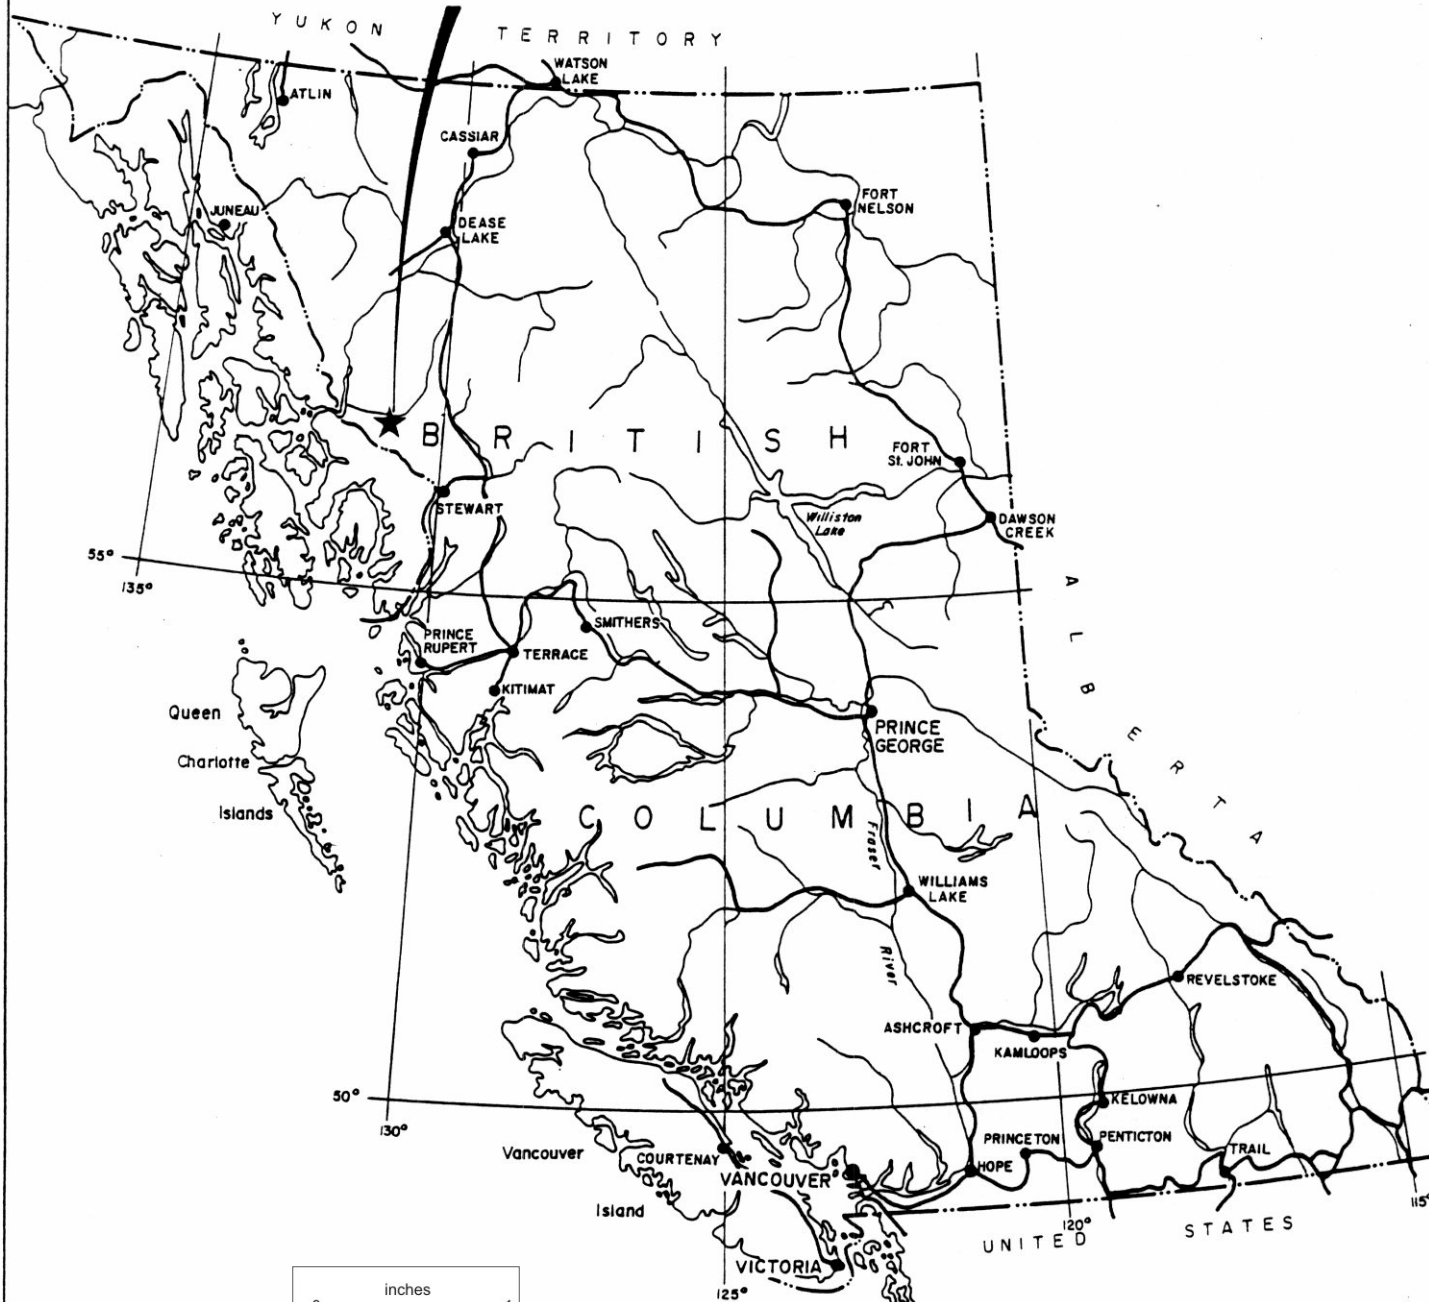 YUKON TERRITORY
WATSON
LAKE
ATLIN
CASSIAR
JUNEAU
DEASE
LAKE
FORT
NELSON
BRITISH
FORT
St. JOHN
STEWART
Williston
Lake
DAWSON
CREEK
55°
135°
ALBERTA
PRINCE
RUPERT
SMITHERS
TERRACE
KITIMAT
Queen
Charlotte
Islands
PRINCE
GEORGE
COLUMBIA
Fraser
River
WILLIAMS
LAKE
REVELSTOKE
ASHCROFT
KAMLOOPS
50°
130°
KELOWNA
Vancouver
Island
COURTENAY
PRINCETON
PENTICTON
TRAIL
VANCOUVER
HOPE
120°
115°
UNITED STATES
VICTORIA
125°
inches